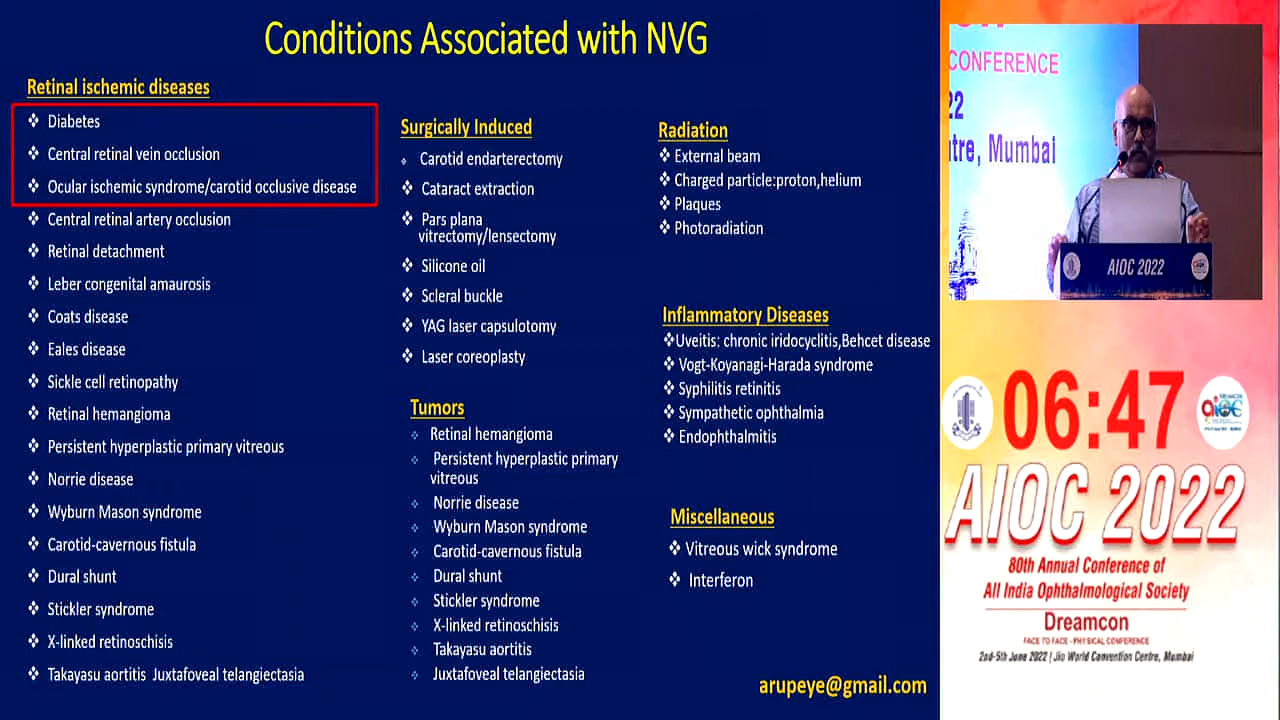 Conditions Associated with NVG
Retinal ischemic diseases
Diabetes
Central retinal vein occlusion
Ocular ischemic syndrome/carotid occlusive disease
Central retinal artery occlusion
Retinal detachment
Leber congenital amaurosis
Coats disease
Eales disease
Sickle cell retinopathy
Retinal hemangioma
Persistent hyperplastic primary vitreous
Norrie disease
Wyburn Mason syndrome
Carotid-cavernous fistula
Dural shunt
Stickler syndrome
X-linked retinoschisis
Takayasu aortitis Juxtafoveal telangiectasia
Surgically Induced
Carotid endarterectomy
Cataract extraction
Pars plana
vitrectomy/lensectomy
Silicone oil
Scleral buckle
YAG laser capsulotomy
Laser coreoplasty
Tumors
Retinal hemangioma
Persistent hyperplastic primary
vitreous
Norrie disease
Wyburn Mason syndrome
Carotid-cavernous fistula
Dural shunt
Stickler syndrome
X-linked retinoschisis
Takayasu aortitis
Juxtafoveal telangiectasia
Radiation
External beam
Charged particle:proton,helium
Plaques
Photoradiation
Inflammatory Diseases
Uveitis: chronic iridocyclitis,Behcet disease
Vogt-Koyanagi-Harada syndrome
Syphilitis retinitis
Sympathetic ophthalmia
Endophthalmitis
Miscellaneous
Vitreous wick syndrome
Interferon
arupeye@gmail.com
CONFERENCE
22
tre, Mumbai
AIOC 2022
06:47
aioc
AIOC 2022
80th Annual Conference of
All India Ophthalmological Society
Dreamcon
FACE TO FACE - PHYSICAL CONFERENCE
2nd-5th June 2022 | Jio World Convention Centre, Mumbai